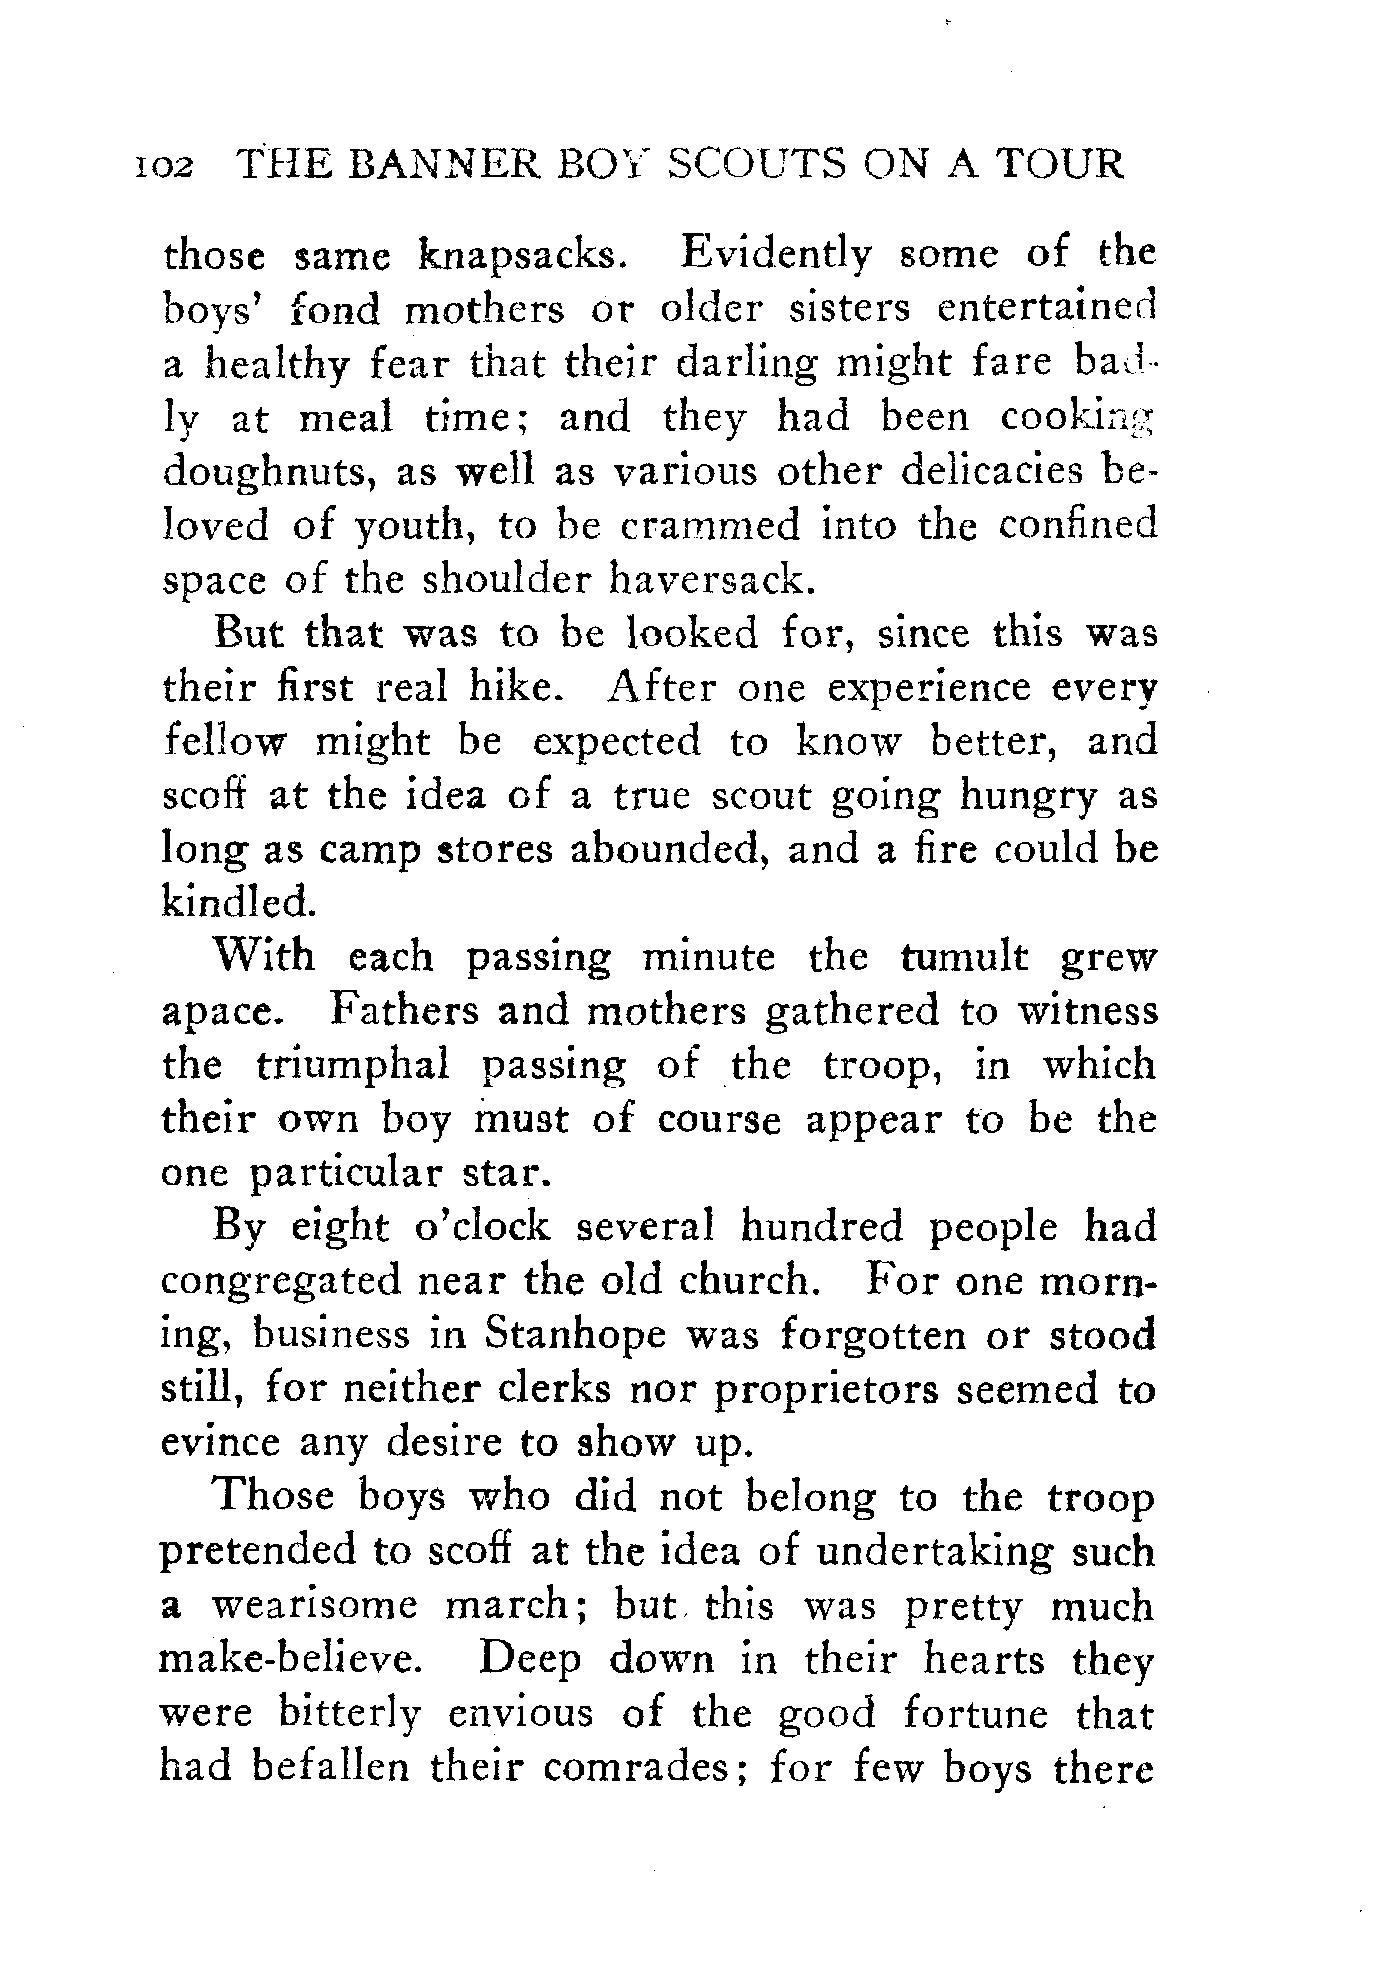 102 THE BANNER BOY SCOUTS ON A TOUR
those same knapsacks. Evidently some of the
boys' fond mothers or older sisters entertained
a healthy fear that their darling might fare bad-
ly at meal time; and they had been cooking
doughnuts, as well as various other delicacies be-
loved of youth, to be crammed into the confined
space of the shoulder haversack.
But that was to be looked for, since this was
their first real hike. After one experience every
fellow might be expected to know better, and
scoff at the idea of a true scout going hungry as
long as camp stores abounded, and a fire could be
kindled.
With each passing minute the tumult grew
apace. Fathers and mothers gathered to witness
the triumphal passing of the troop, in which
their own boy must of course appear to be the
one particular star.
By eight o'clock several hundred people had
congregated near the old church. For one morn-
ing, business in Stanhope was forgotten or stood
still, for neither clerks nor proprietors seemed to
evince any desire to show up.
Those boys who did not belong to the troop
pretended to scoff at the idea of undertaking such
a wearisome march; but this was pretty much
make-believe. Deep down in their hearts they
were bitterly envious of the good fortune that
had befallen their comrades; for few boys there